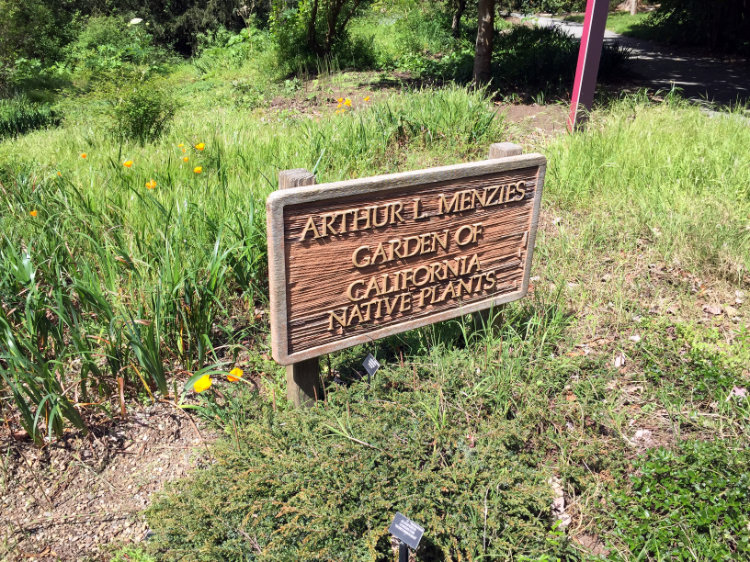 ARTHUR L. MENZIES
GARDEN OF
CALIFORNIA
NATIVE PLANTS